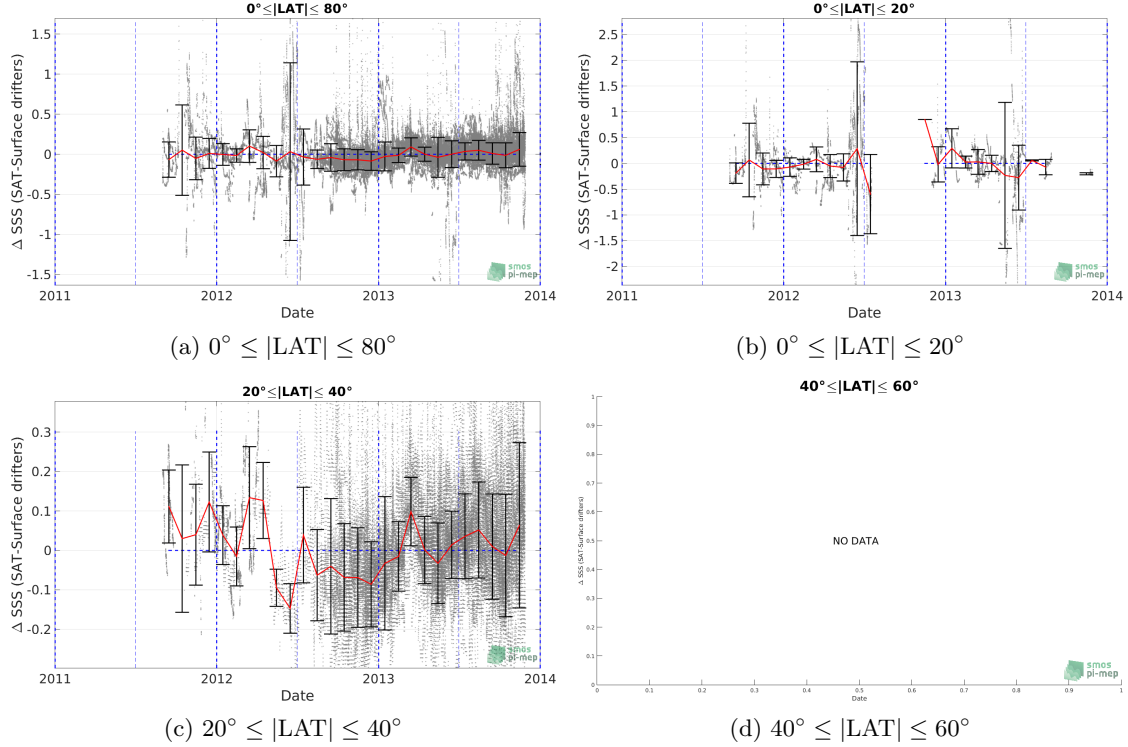 0°≤|LAT|≤ 80°
Δ SSS (SAT-Surface drifters)
1.5
1
0.5
0
-0.5
-1
-1.5
2011
2012
2013
2014
Date
smos
pi-mep
(a) 0° ≤ |LAT| ≤ 80°
0°≤|LAT|≤ 20°
Δ SSS (SAT-Surface drifters)
2.5
2
1.5
1
0.5
0
-0.5
-1
-1.5
-2
2011
2012
2013
2014
Date
smos
pi-mep
(b) 0° ≤ |LAT| ≤ 20°
20°≤|LAT|≤ 40°
Δ SSS (SAT-Surface drifters)
0.3
0.2
0.1
0
-0.1
-0.2
2011
2012
2013
2014
Date
smos
pi-mep
(c) 20° ≤ |LAT| ≤ 40°
40°≤|LAT|≤ 60°
Δ SSS (SAT-Surface drifters)
1
0.9
0.8
0.7
0.6
0.5
0.4
0.3
0.2
0.1
0
NO DATA
0
0.1
0.2
0.3
0.4
0.5
0.6
0.7
0.8
0.9
1
Date
smos
pi-mep
(d) 40° ≤ |LAT| ≤ 60°